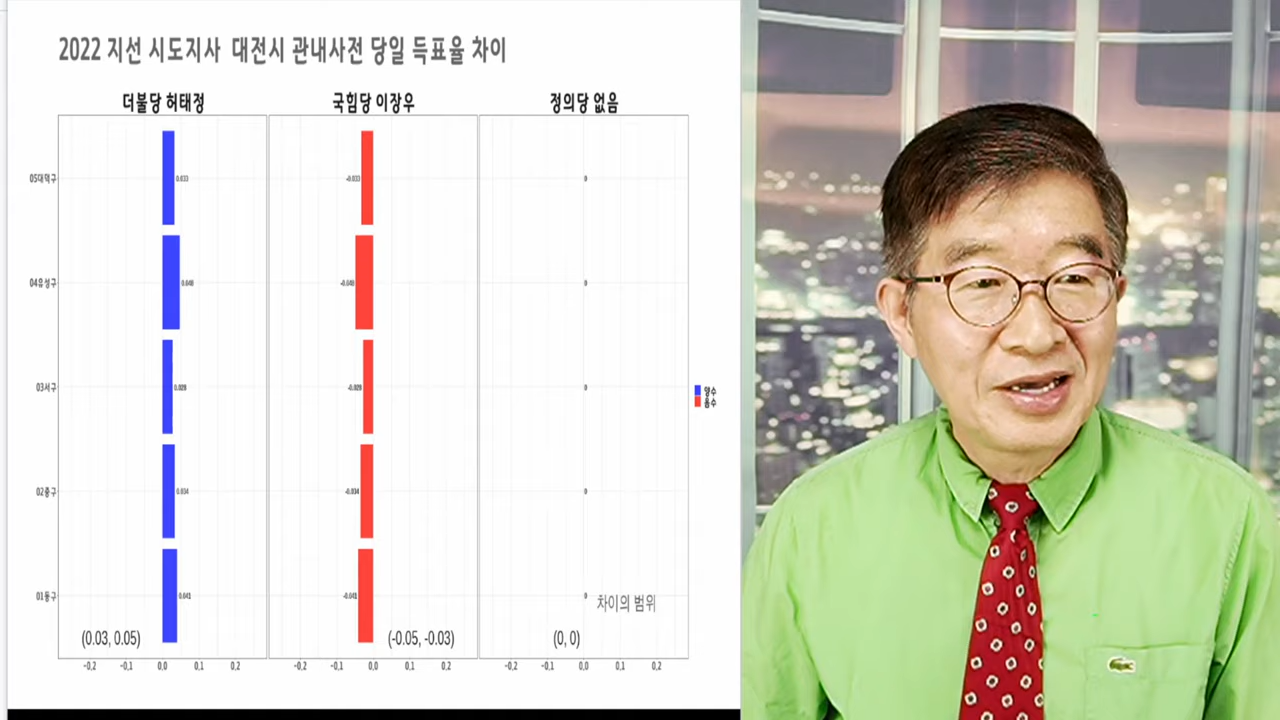 2022 지선 시도지사 대전시 관내사전 당일 득표율 차이
더불당 허태정
국힘당 이장우
정의당 없음
05대덕구
0.033
-0.033
0
04유성구
0.048
-0.048
0
03서구
0.028
-0.028
0
02중구
0.034
-0.034
0
01동구
0.041
-0.041
0
양수
음수
차이의 범위
(0.03, 0.05)
(-0.05, -0.03)
(0, 0)
-0.2 -0.1 0.0 0.1 0.2
-0.2 -0.1 0.0 0.1 0.2
-0.2 -0.1 0.0 0.1 0.2